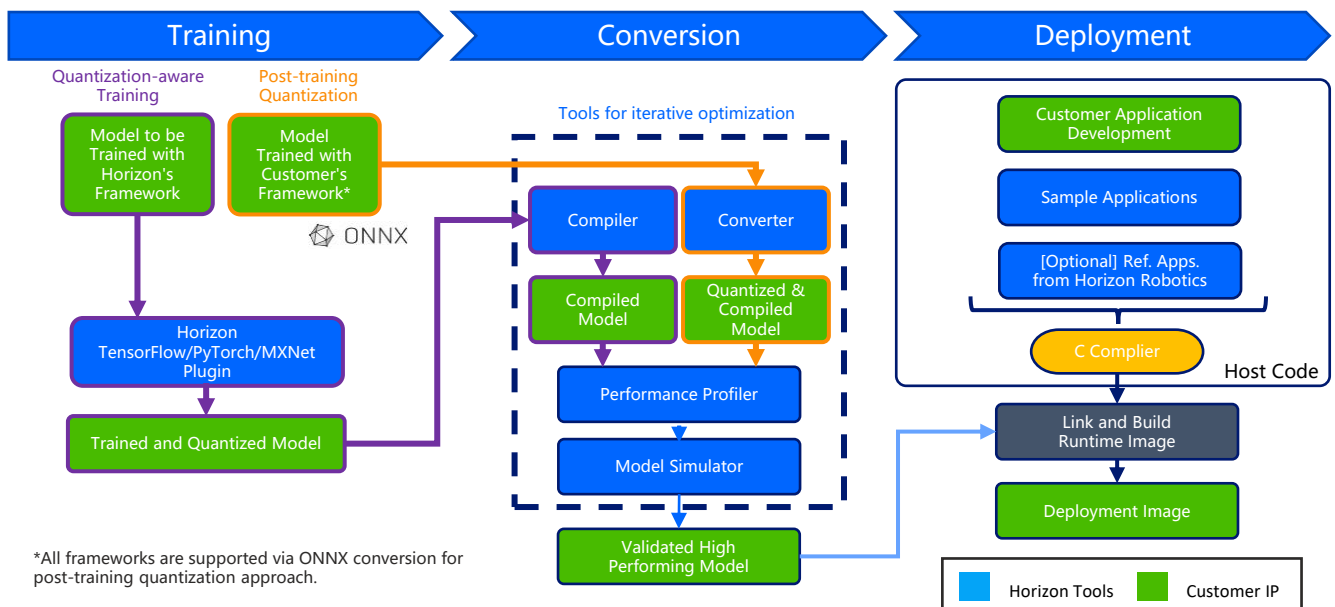 Training
Conversion
Deployment
Quantization-aware
Training
Post-training
Quantization
Model to be
Trained with
Horizon's
Framework
Model
Trained with
Customer's
Framework*
ONNX
Horizon
TensorFlow/PyTorch/MXNet
Plugin
Trained and Quantized Model
*All frameworks are supported via ONNX conversion for
post-training quantization approach.
Tools for iterative optimization
Compiler
Converter
Compiled
Model
Quantized &
Compiled
Model
Performance Profiler
Model Simulator
Validated High
Performing Model
Customer Application
Development
Sample Applications
[Optional] Ref. Apps.
from Horizon Robotics
C Complier
Host Code
Link and Build
Runtime Image
Deployment Image
Horizon Tools
Customer IP